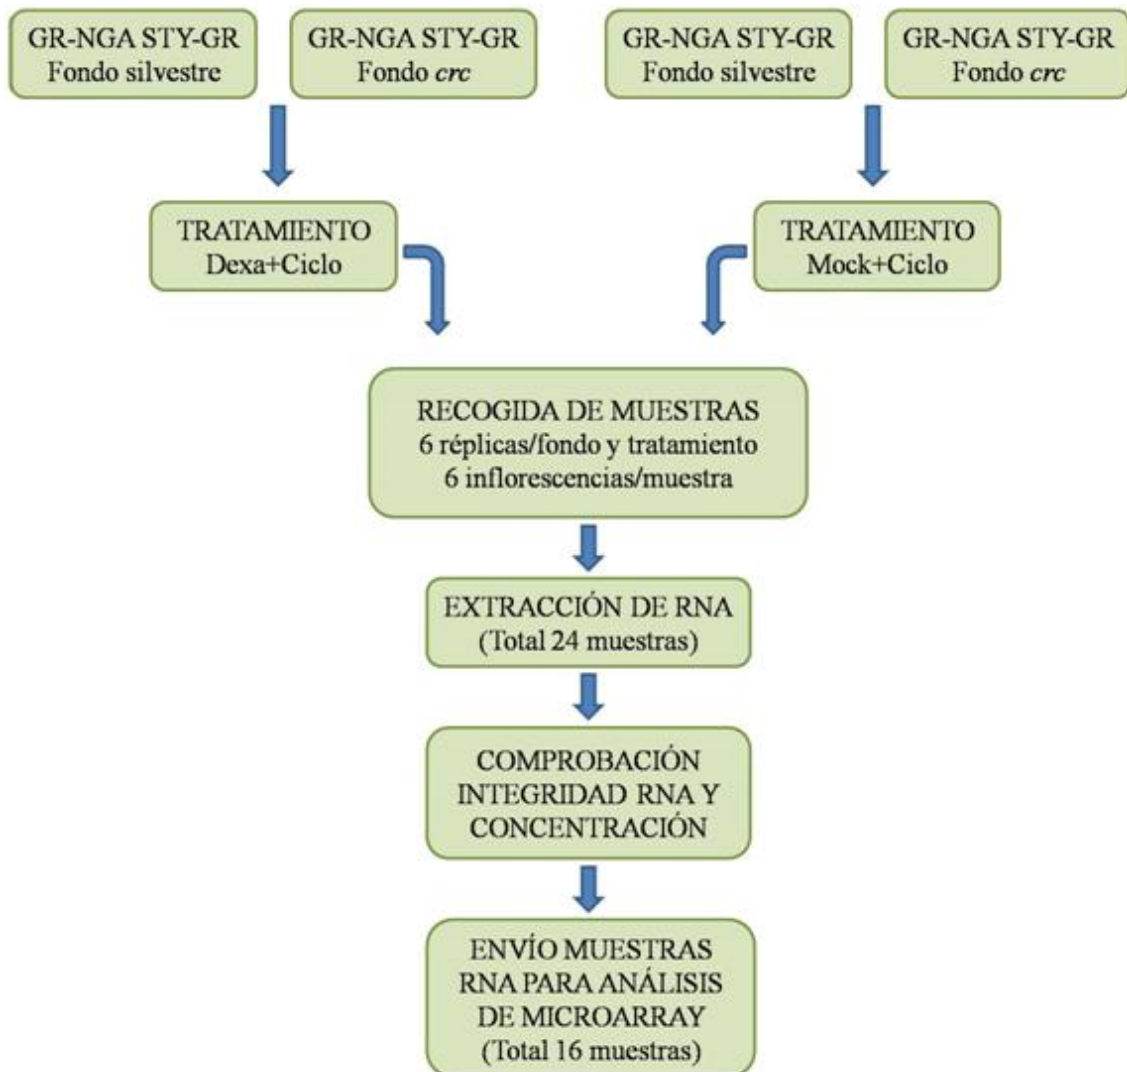 GR-NGA STY-GR
Fondo silvestre
GR-NGA STY-GR
Fondo crc
GR-NGA STY-GR
Fondo silvestre
GR-NGA STY-GR
Fondo crc
TRATAMIENTO
Dexa+Ciclo
TRATAMIENTO
Mock+Ciclo
RECOGIDA DE MUESTRAS
6 réplicas/fondo y tratamiento
6 inflorescencias/muestra
EXTRACCIÓN DE RNA
(Total 24 muestras)
COMPROBACIÓN
INTEGRIDAD RNA Y
CONCENTRACIÓN
ENVÍO MUESTRAS
RNA PARA ANÁLISIS
DE MICROARRAY
(Total 16 muestras)